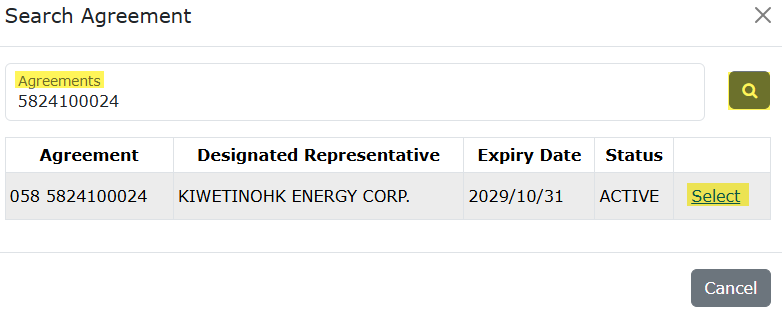 Search Agreement
Agreements
5824100024
Agreement Designated Representative Expiry Date Status
058 5824100024 KIWETINOHK ENERGY CORP. 2029/10/31 ACTIVE Select
Cancel